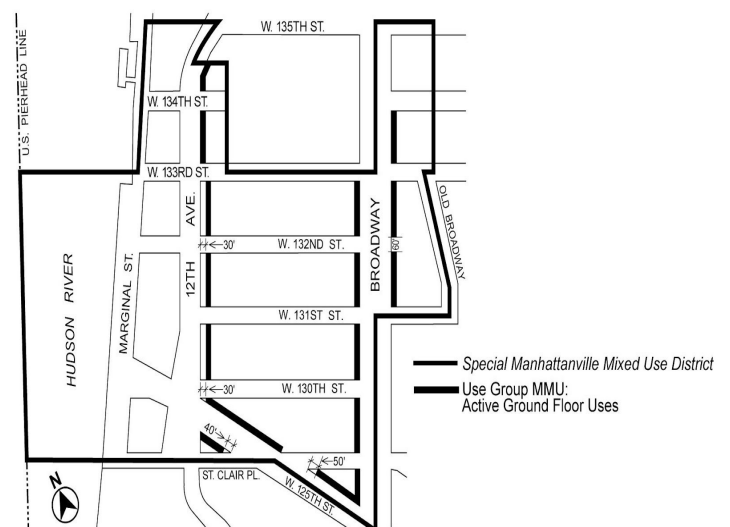 W. 135TH ST.
U.S. PIERHEAD LINE
W. 134TH ST.
W. 133RD ST.
HUDSON RIVER
MARGINAL ST.
12TH AVE.
BROADWAY
OLD BROADWAY
30'
W. 132ND ST.
60'
W. 131ST ST.
30'
W. 130TH ST.
40'
50'
ST. CLAIR PL.
W. 125TH ST.
N
Special Manhattanville Mixed Use District
Use Group MMU:
Active Ground Floor Uses